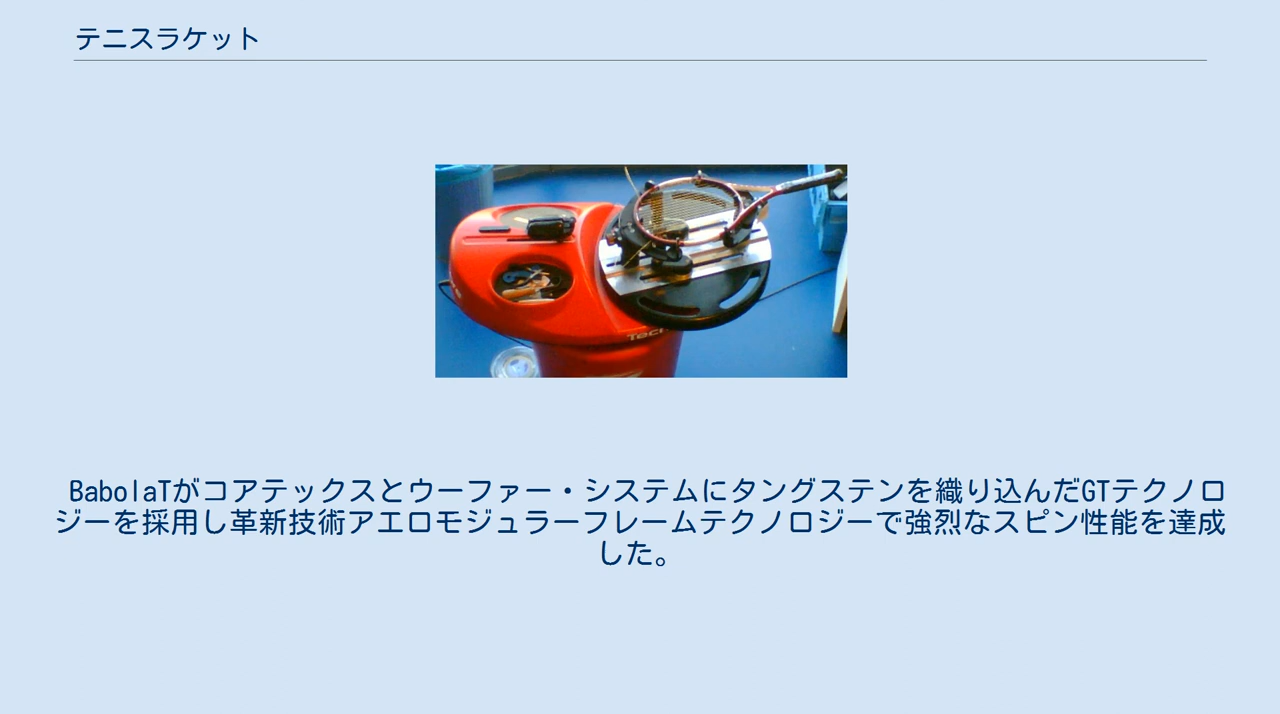 テニスラケット
Tec
BabolaTがコアテックスとウーファー・システムにタングステンを織り込んだGTテクノロ
ジーを採用し革新技術アエロモジュラーフレームテクノロジーで強烈なスピン性能を達成
した。